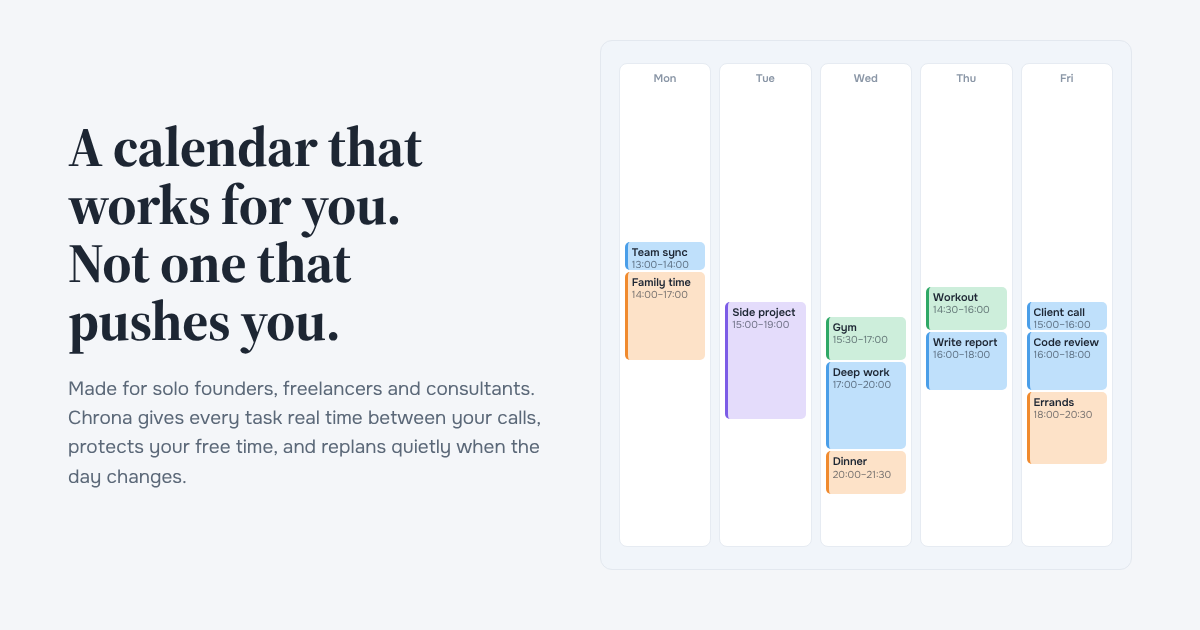 A calendar that
works for you.
Not one that
pushes you.
Made for solo founders, freelancers and consultants.
Chrona gives every task real time between your calls,
protects your free time, and replans quietly when the
day changes.
Mon
Team sync
13:00–14:00
Family time
14:00–17:00
Tue
Side project
15:00–19:00
Wed
Gym
15:30–17:00
Deep work
17:00–20:00
Dinner
20:00–21:30
Thu
Workout
14:30–16:00
Write report
16:00–18:00
Fri
Client call
15:00–16:00
Code review
16:00–18:00
Errands
18:00–20:30